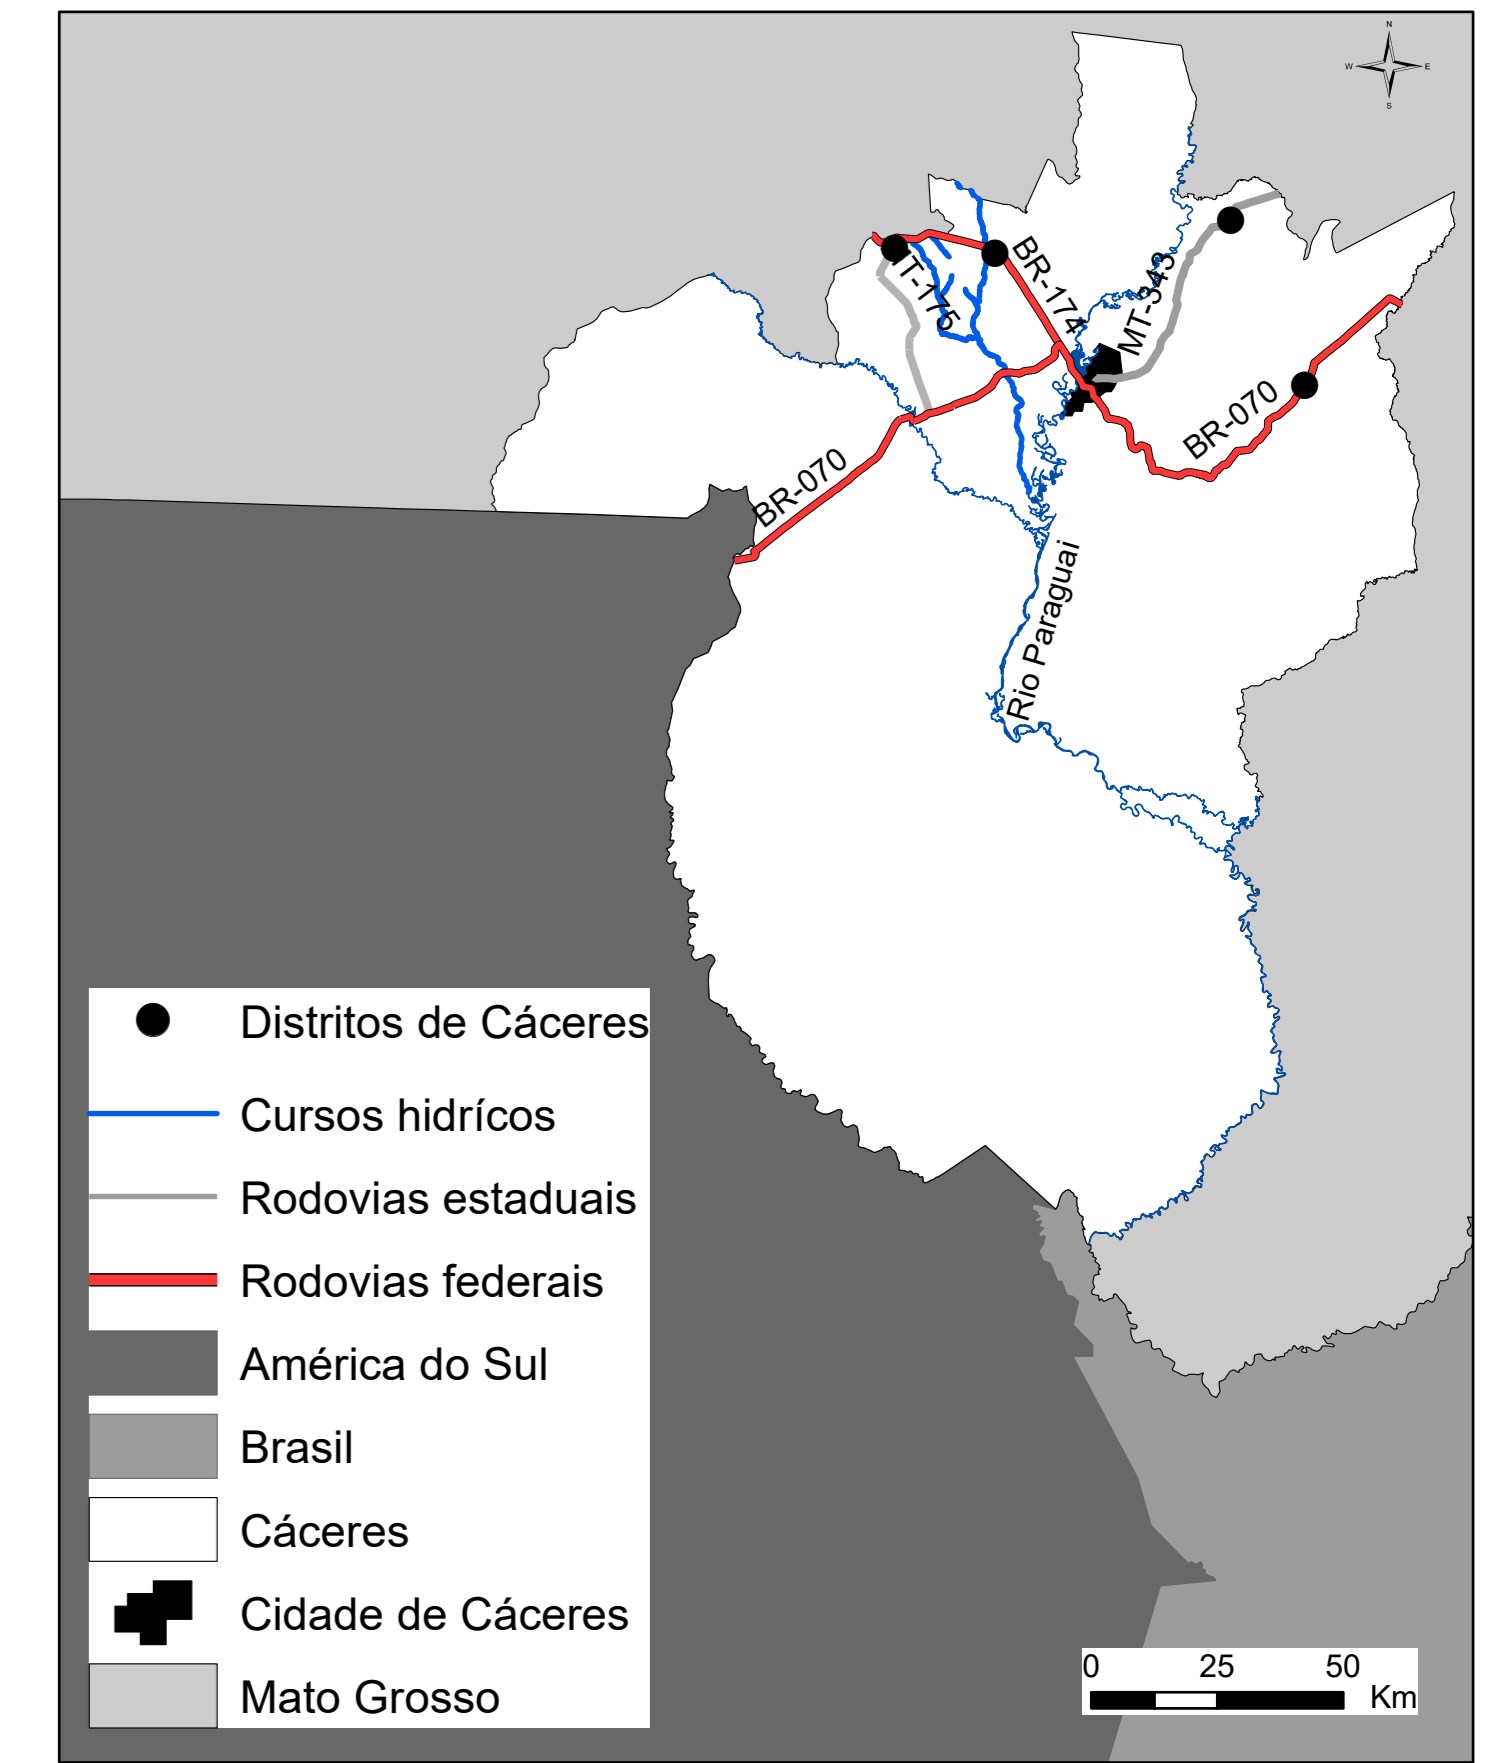 N
W E
S
BR-174
MT-343
BR-070
BR-070
Rio Paraguai
Distritos de Cáceres
Cursos hidrícos
Rodovias estaduais
Rodovias federais
América do Sul
Brasil
Cáceres
Cidade de Cáceres
Mato Grosso
0 25 50
Km